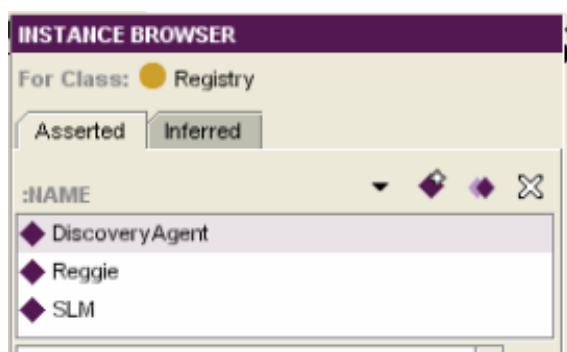 INSTANCE BROWSER
For Class: Registry
Asserted Inferred
:NAME
DiscoveryAgent
Reggie
SLM